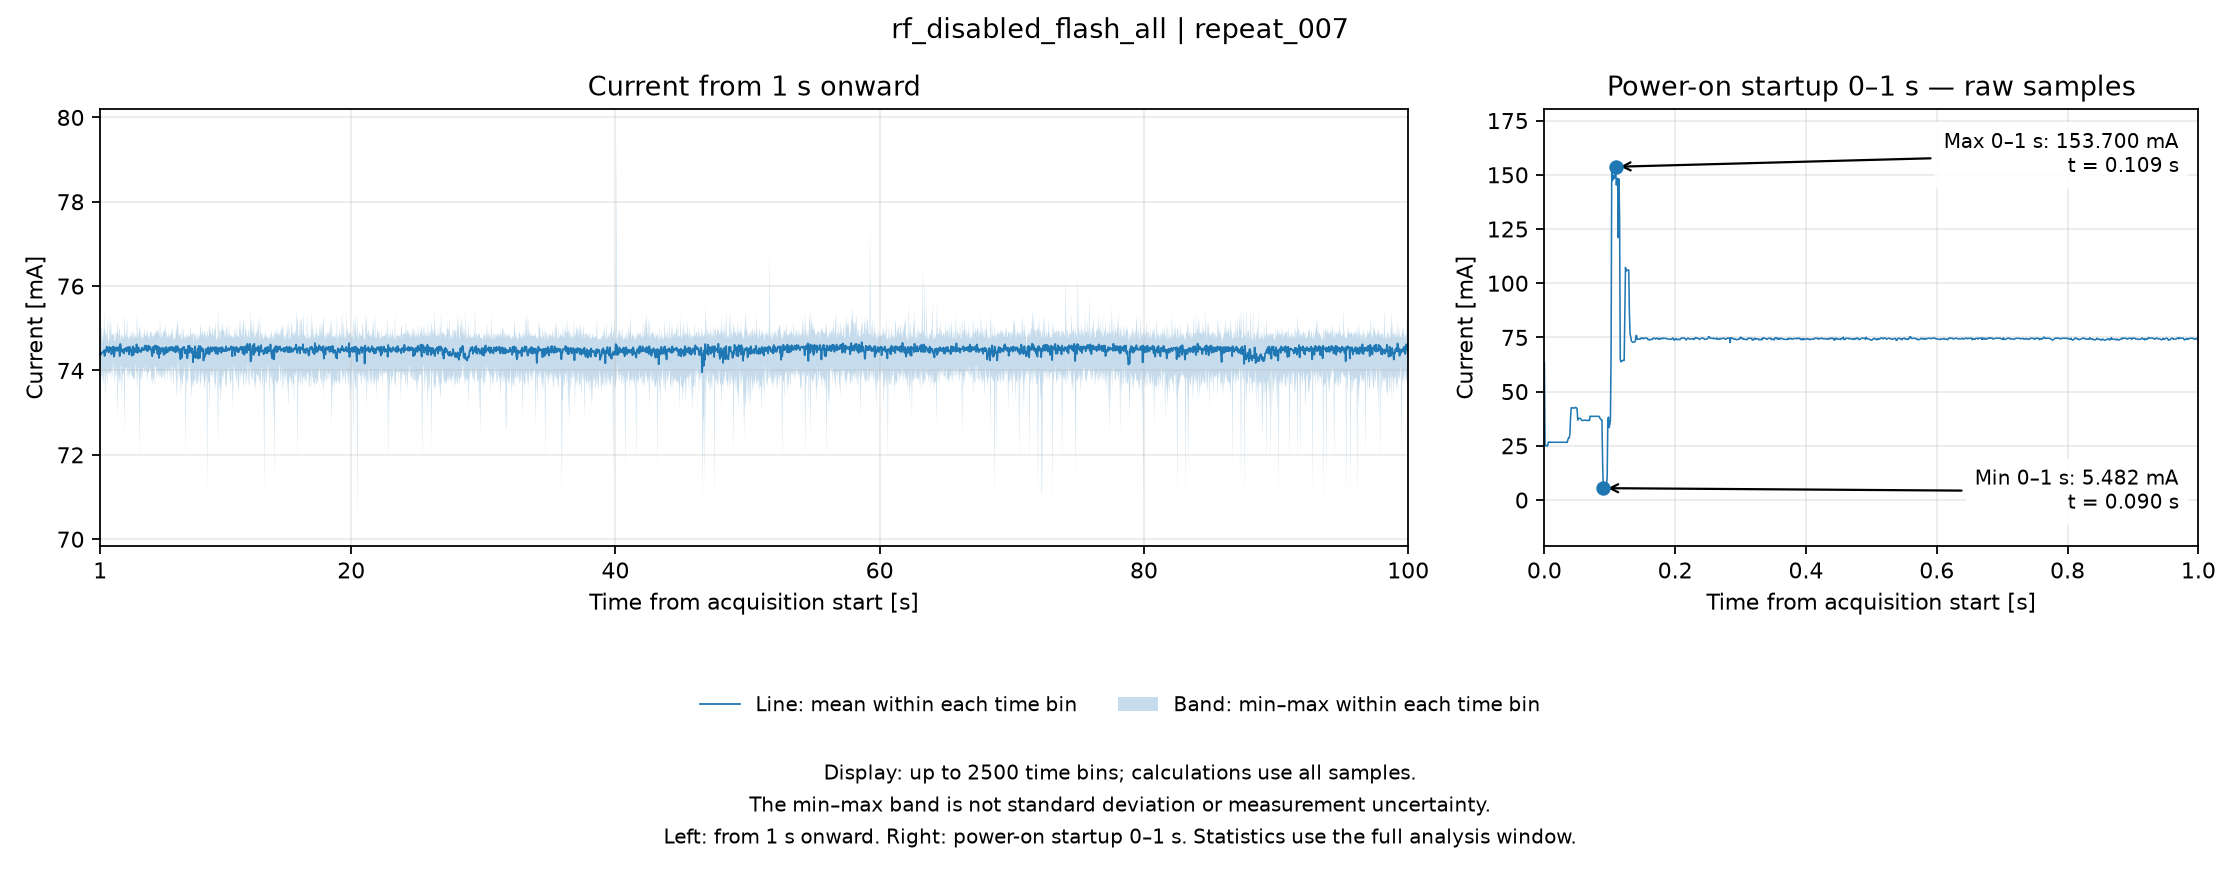 rf_disabled_flash_all | repeat_007
Current from 1 s onward
80
78
76
74
72
70
Current [mA]
1
20
40
60
80
100
Time from acquisition start [s]
Power-on startup 0–1 s — raw samples
175
150
125
100
75
50
25
0
Current [mA]
Max 0–1 s: 153.700 mA
t = 0.109 s
Min 0–1 s: 5.482 mA
t = 0.090 s
0.0
0.2
0.4
0.6
0.8
1.0
Time from acquisition start [s]
Line: mean within each time bin
Band: min–max within each time bin
Display: up to 2500 time bins; calculations use all samples.
The min–max band is not standard deviation or measurement uncertainty.
Left: from 1 s onward. Right: power-on startup 0–1 s. Statistics use the full analysis window.